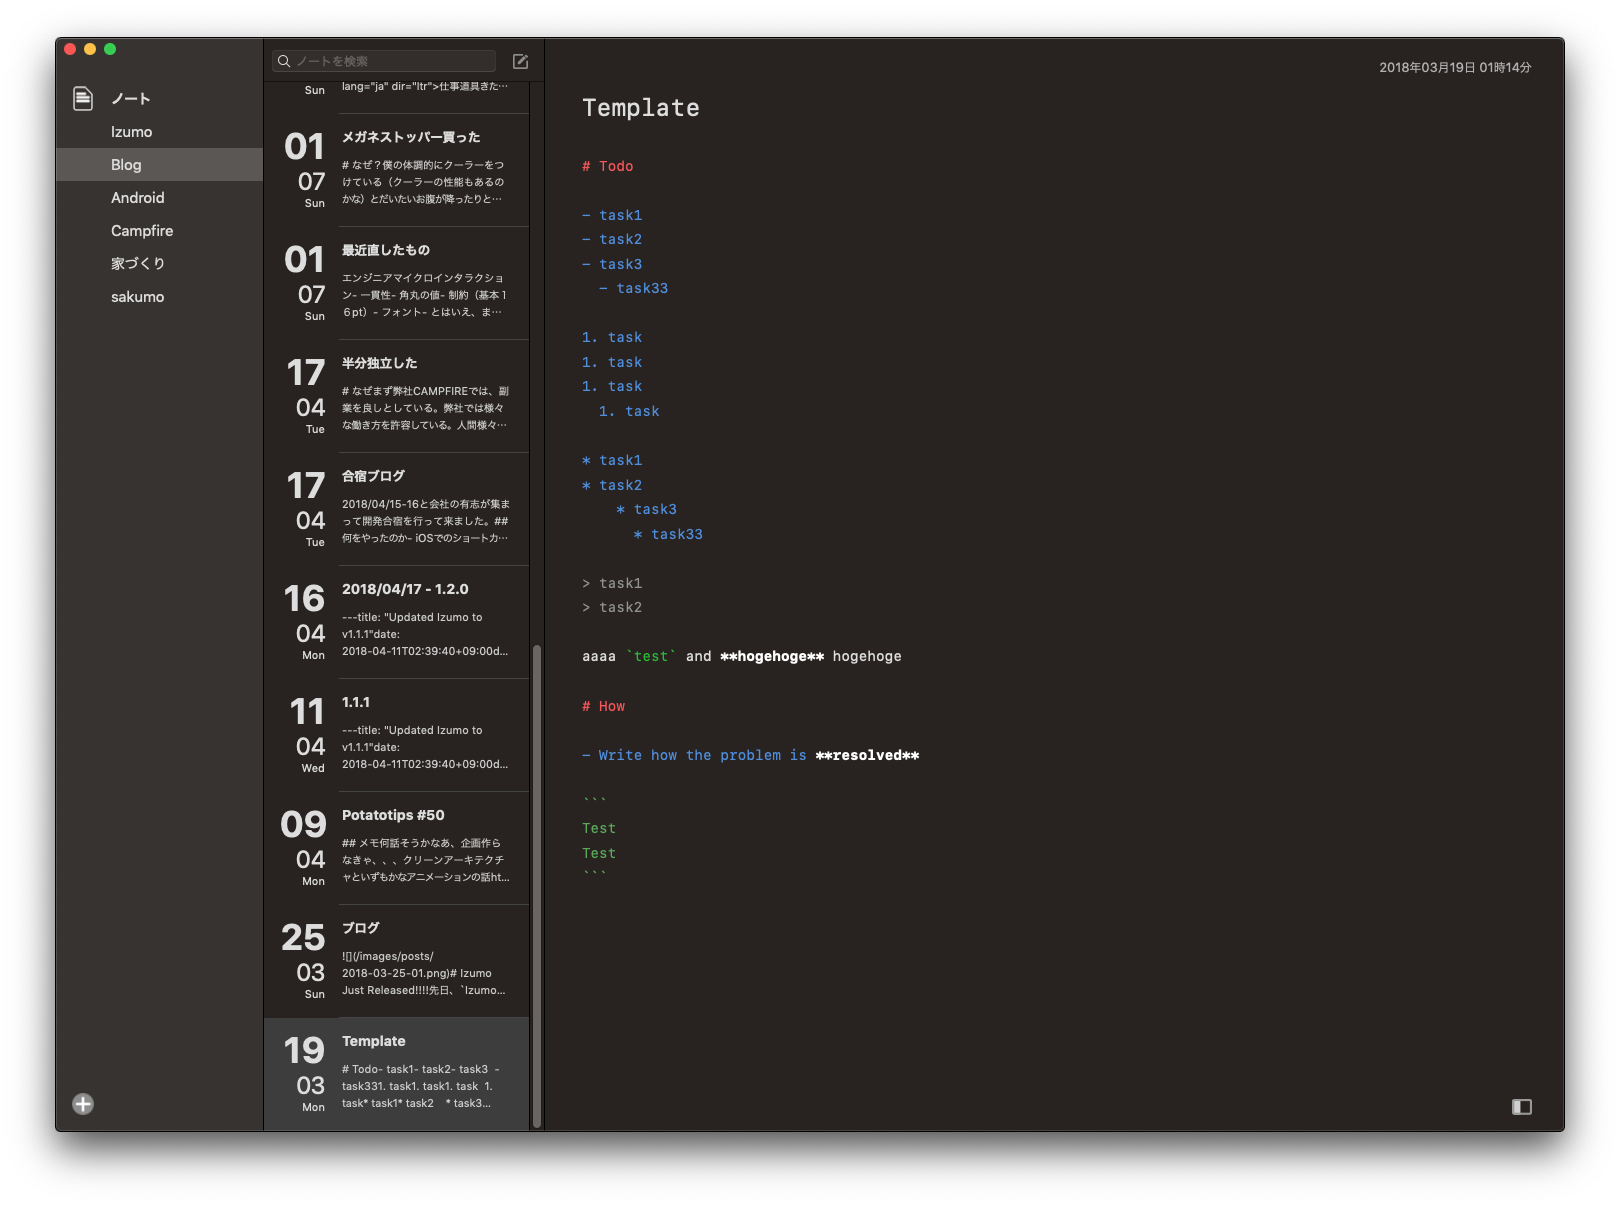 ノート
Izumo
Blog
Android
Campfire
家づくり
sakumo
ノートを検索
Sun
lang="ja" dir="ltr">仕事道具きた…
01
07
Sun
メガネストッパー買った
# なぜ？僕の体調的にクーラーをつ
けている（クーラーの性能もあるの
かな）とだいたいお腹が降ったりと…
01
07
Sun
最近直したもの
エンジニアマイクロインタラクショ
ン- 一貫性- 角丸の値- 制約（基本１
６pt）- フォント- とはいえ、ま…
17
04
Tue
半分独立した
# なぜまず弊社CAMPFIREでは、副
業を良しとしている。弊社では様々
な働き方を許容している。人間様々…
17
04
Tue
合宿ブログ
2018/04/15-16と会社の有志が集ま
って開発合宿を行って来ました。##
何をやったのか- iOSでのショートカ…
16
04
Mon
2018/04/17 - 1.2.0
---title: "Updated Izumo to
v1.1.1"date:
2018-04-11T02:39:40+09:00d…
11
04
Wed
1.1.1
---title: "Updated Izumo to
v1.1.1"date:
2018-04-11T02:39:40+09:00d…
09
04
Mon
Potatotips #50
## メモ何話そうかなあ、企画作ら
なきゃ、、、クリーンアーキテクチ
ャといずもかなアニメーションの話ht…
25
03
Sun
ブログ
![](/images/posts/
2018-03-25-01.png)# Izumo
Just Released!!!!先日、`Izumo…
19
03
Mon
Template
# Todo- task1- task2- task3  -
task331. task1. task1. task  1.
task* task1* task2    * task3…
2018年03月19日 01時14分
Template
# Todo
- task1
- task2
- task3
  - task33
1. task
1. task
1. task
  1. task
* task1
* task2
    * task3
      * task33
> task1
> task2
aaaa `test` and **hogehoge** hogehoge
# How
- Write how the problem is **resolved**
```
Test
Test
```